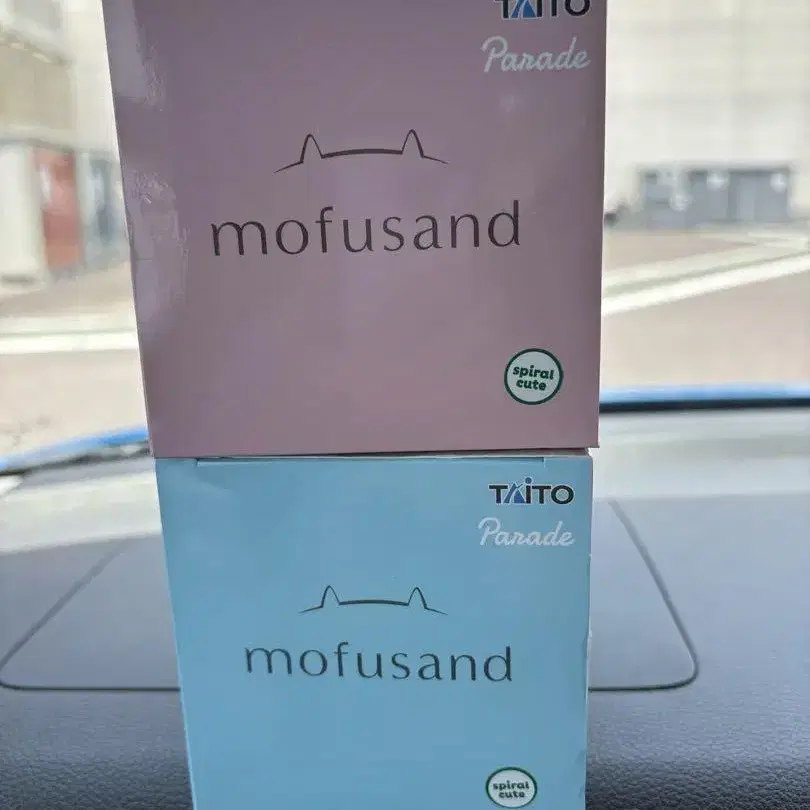 TAITO
Parade
mofusand
spiral
cute
TAITO
Parade
mofusand
spiral
cute